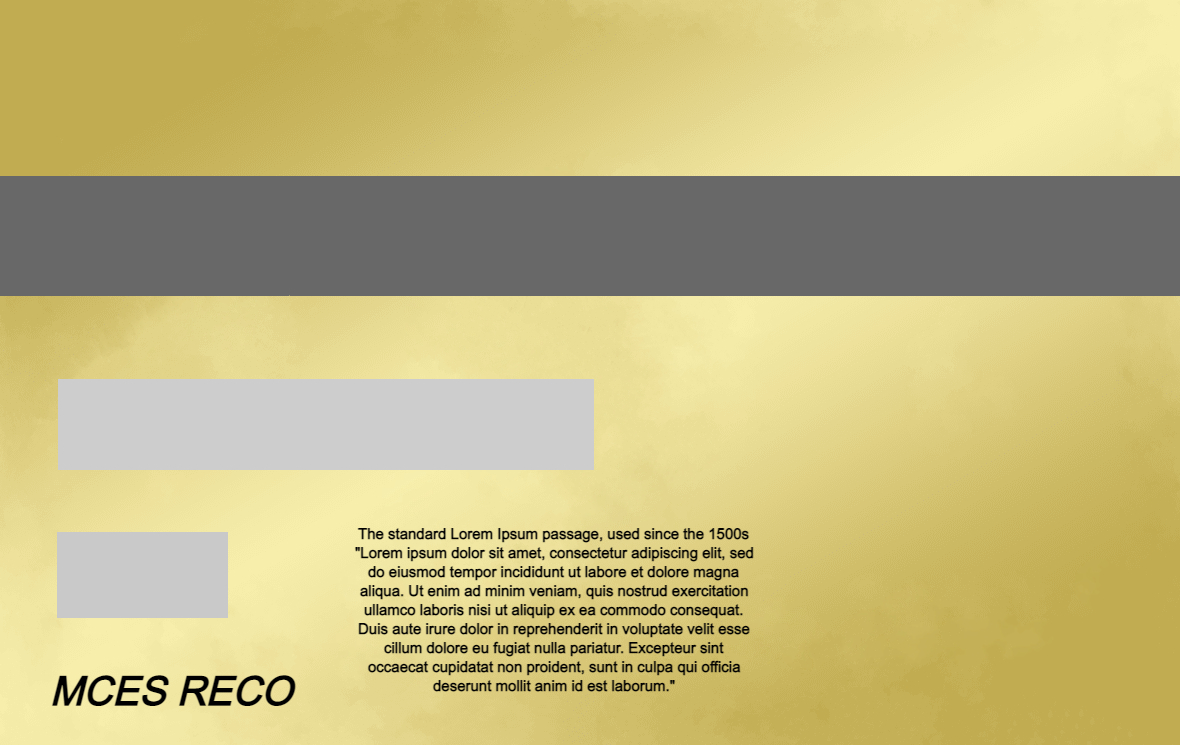 The standard Lorem Ipsum passage, used since the 1500s
"Lorem ipsum dolor sit amet, consectetur adipiscing elit, sed
do eiusmod tempor incididunt ut labore et dolore magna
aliqua. Ut enim ad minim veniam, quis nostrud exercitation
ullamco laboris nisi ut aliquip ex ea commodo consequat.
Duis aute irure dolor in reprehenderit in voluptate velit esse
cillum dolore eu fugiat nulla pariatur. Excepteur sint
occaecat cupidatat non proident, sunt in culpa qui officia
deserunt mollit anim id est laborum."
MCES RECO